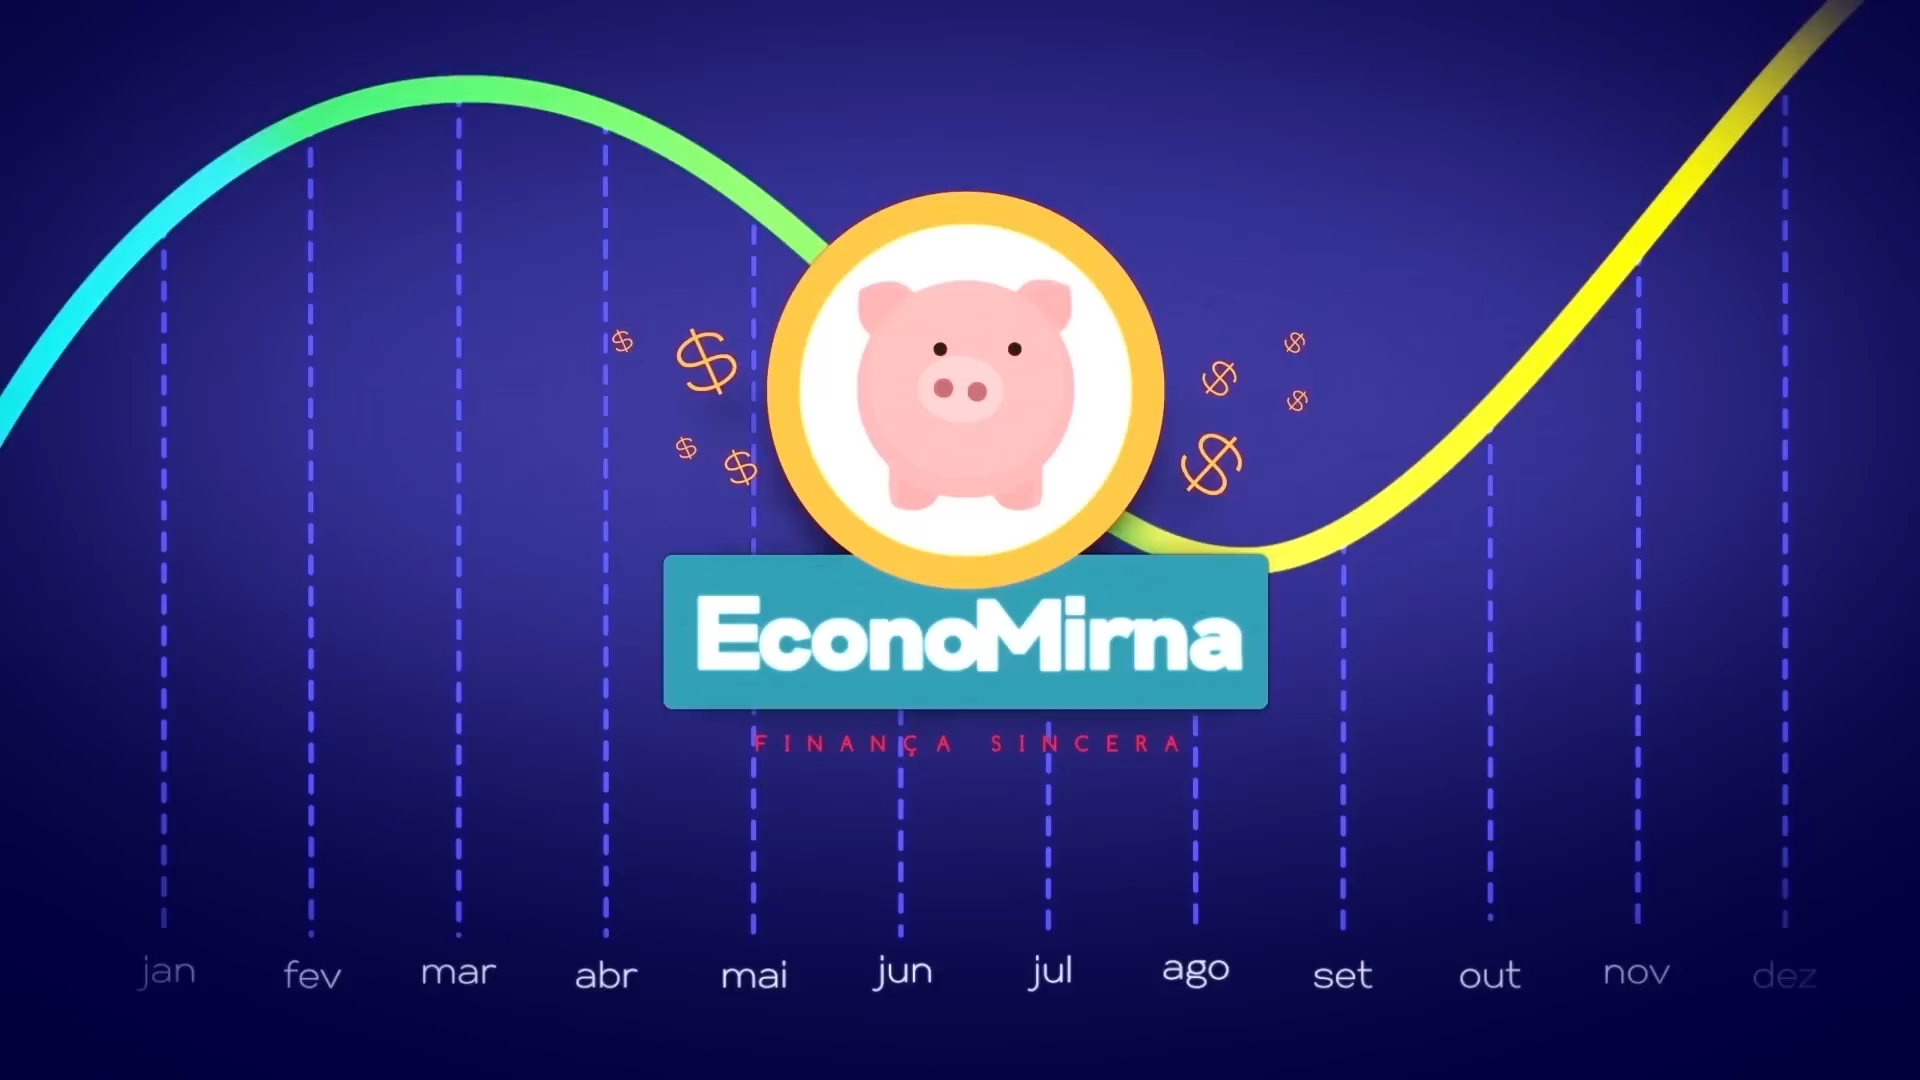 EconoMirna
FINANÇA SINCERA
jan fev mar abr mai jun jul ago set out nov dez